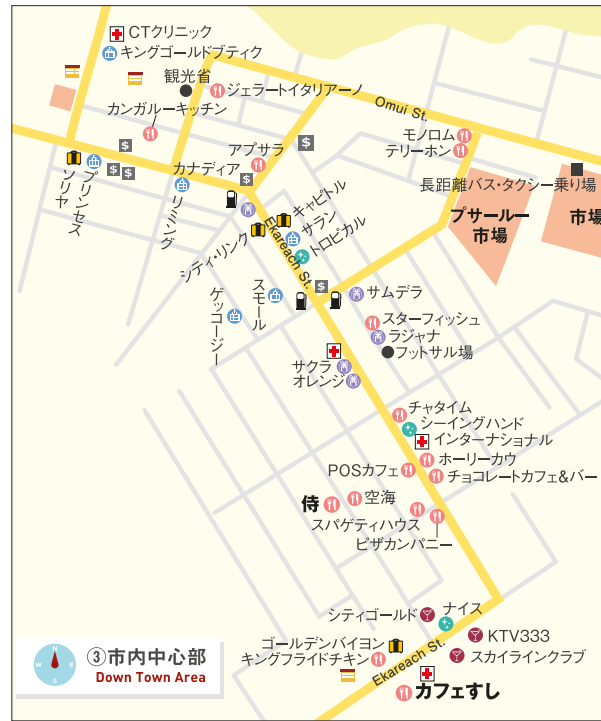 CTクリニック
キングゴールドブティク
観光省
ジェラートイタリアーノ
カンガルーキッチン
Omui St.
モノロム
テリーホン
アプサラ
カナディア
長距離バス・タクシー乗り場
プサールー
市場
市場
ソリヤ
プリンセス
リミング
キャピトル
サラン
トロピカル
シティ・リンク
Ekareach St.
サムデラ
スモール
ゲッコージー
スターフィッシュ
ラジャナ
フットサル場
サクラ
オレンジ
チャタイム
シーイングハンド
インターナショナル
ホーリーカウ
POSカフェ
チョコレートカフェ&バー
侍
空海
スパゲティハウス
ピザカンパニー
シティゴールド
ナイス
KTV333
スカイラインクラブ
ゴールデンバイヨン
キングフライドチキン
Ekareach St.
カフェすし
N
W
E
S
③市内中心部
Down Town Area
$
$
$
$
$
$